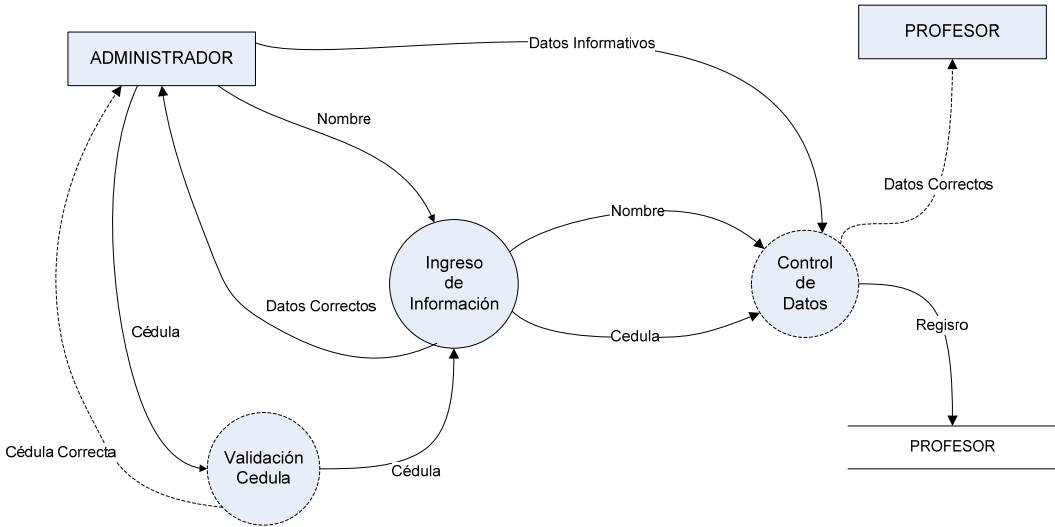 PROFESOR
ADMINISTRADOR
Datos Informativos
Nombre
Datos Correctos
Nombre
Ingreso
de
Información
Control
de
Datos
Datos Correctos
Cédula
Regisro
Cedula
Cédula Correcta
Validación
Cedula
Cédula
PROFESOR